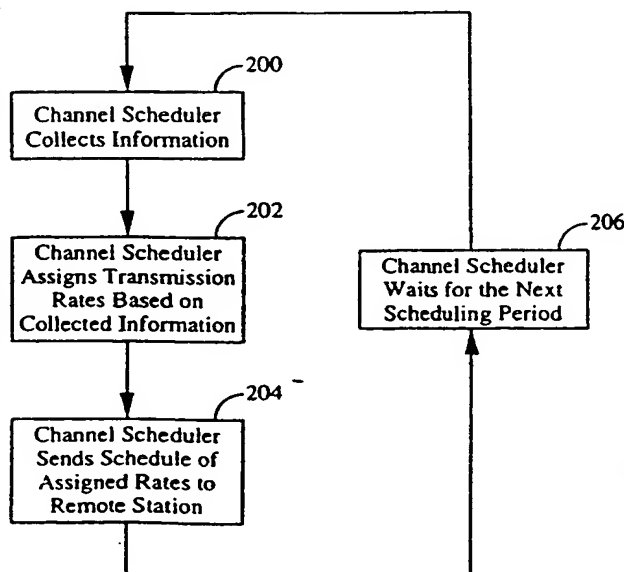 200
Channel Scheduler
Collects Information
202
Channel Scheduler
Assigns Transmission
Rates Based on
Collected Information
204
Channel Scheduler
Sends Schedule of
Assigned Rates to
Remote Station
206
Channel Scheduler
Waits for the Next
Scheduling Period